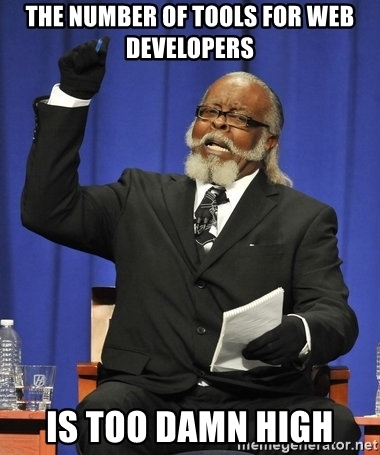 THE NUMBER OF TOOLS FOR WEB
DEVELOPERS
IS TOO DAMN HIGH
memegenerator.net